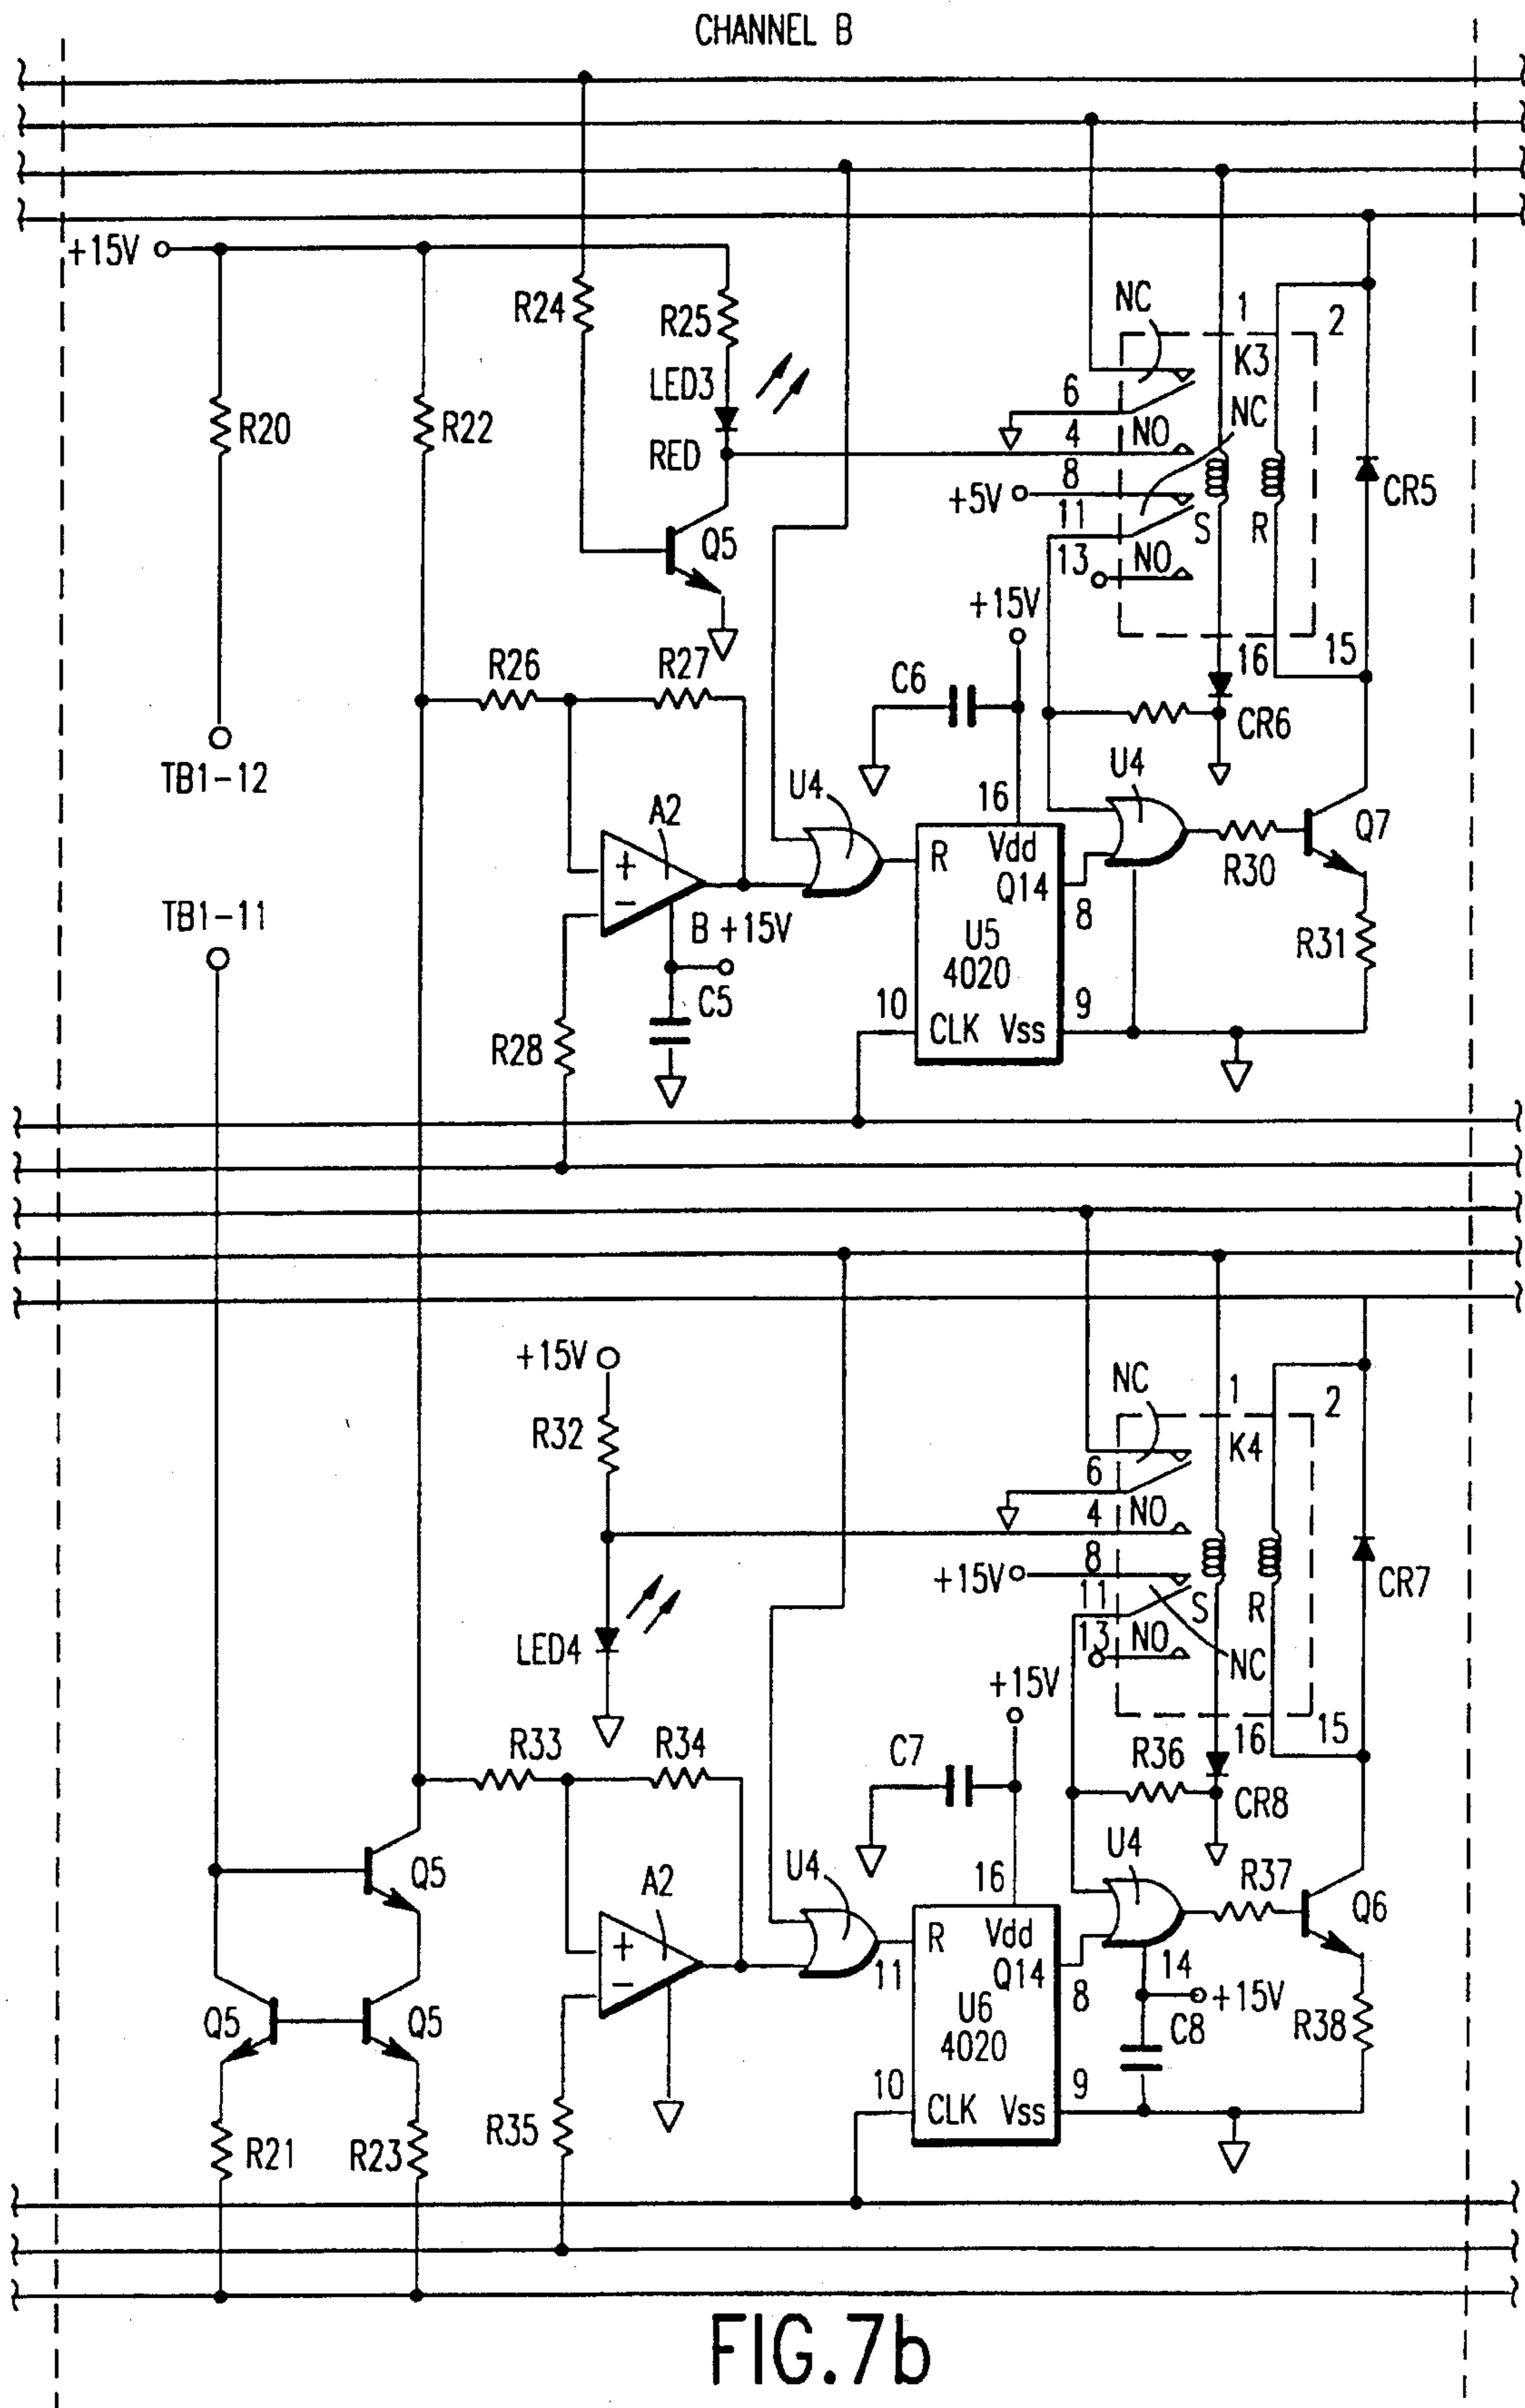 CHANNEL B
+15V
R20
R22
R24
R25
LED3
RED
Q5
NC
1
2
K3
6
NC
4
NO
8
+5V
11
S
R
CR5
13
NO
+15V
16
15
R26
R27
C6
CR6
TB1-12
U4
A2
U4
16
Q7
+
-
R
Vdd
Q14
R30
TB1-11
B +15V
8
U5
4020
R31
C5
10
9
R28
CLK
Vss
+15V
NC
1
2
R32
K4
6
4
NO
8
+15V
CR7
11
S
R
LED4
13
NO
NC
+15V
16
15
R33
R34
C7
R36
CR8
U4
U4
Q5
A2
16
R37
Q6
+
-
R
Vdd
11
Q14
14
8
+15V
Q5
Q5
U6
4020
C8
R38
10
9
R35
CLK
Vss
R21
R23
FIG.7b